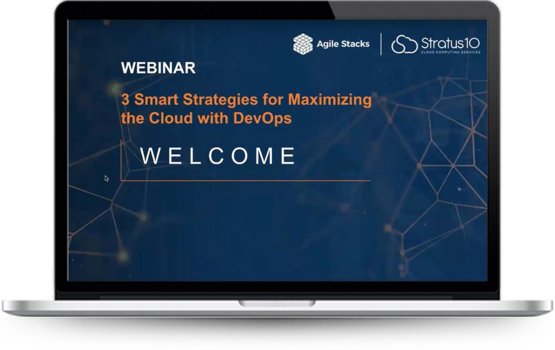 Agile Stacks
Stratus10
CLOUD COMPUTING SERVICES
WEBINAR
3 Smart Strategies for Maximizing
the Cloud with DevOps
WELCOME